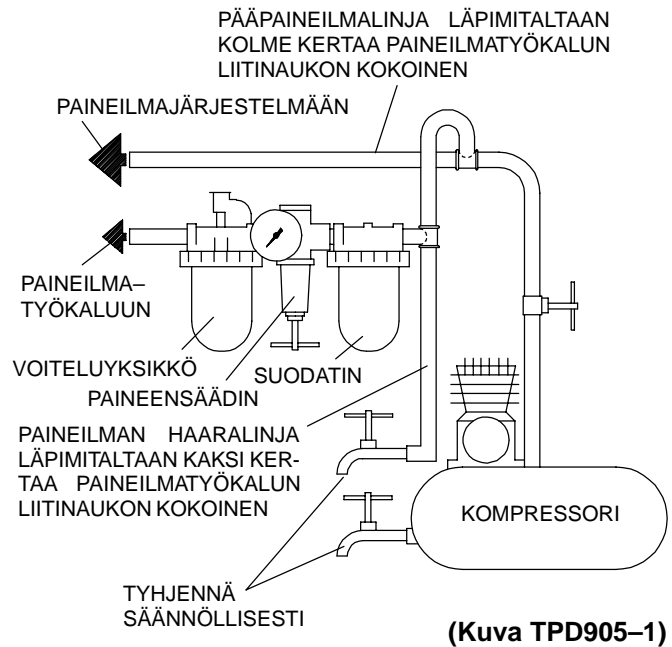 PÄÄPAINEILMALINJA LÄPIMITALTAAN
KOLME KERTAA PAINEILMATYÖKALUN
LIITINAUKON KOKOINEN
PAINEILMAJÄRJESTELMÄÄN
PAINEILMA–
TYÖKALUUN
VOITELUYKSIKKÖ
SUODATIN
PAINEENSÄÄDIN
PAINEILMAN HAARALINJA
LÄPIMITALTAAN KAKSI KER-
TAA PAINEILMATYÖKALUN
LIITINAUKON KOKOINEN
KOMPRESSORI
TYHJENNÄ
SÄÄNNÖLLISESTI
(Kuva TPD905–1)